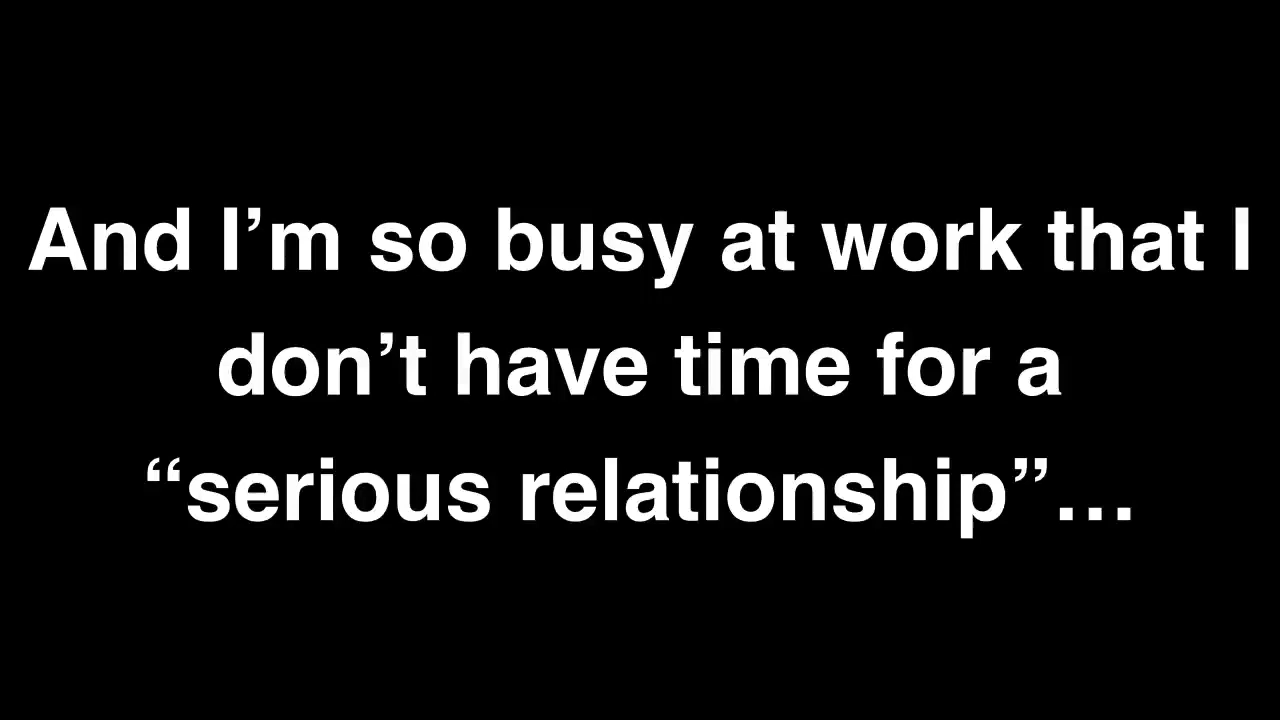 And I’m so busy at work that I
don’t have time for a
“serious relationship”…